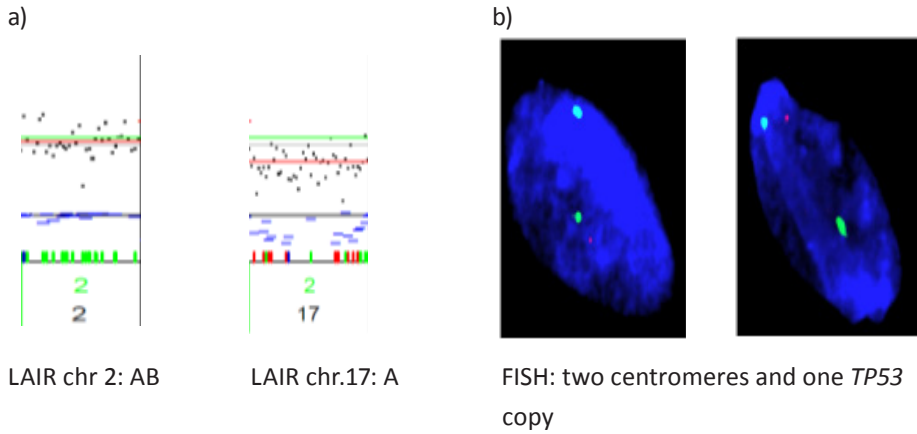 a)
b)
2
2
2
17
LAIR chr 2: AB
LAIR chr.17: A
FISH: two centromeres and one TP53
copy